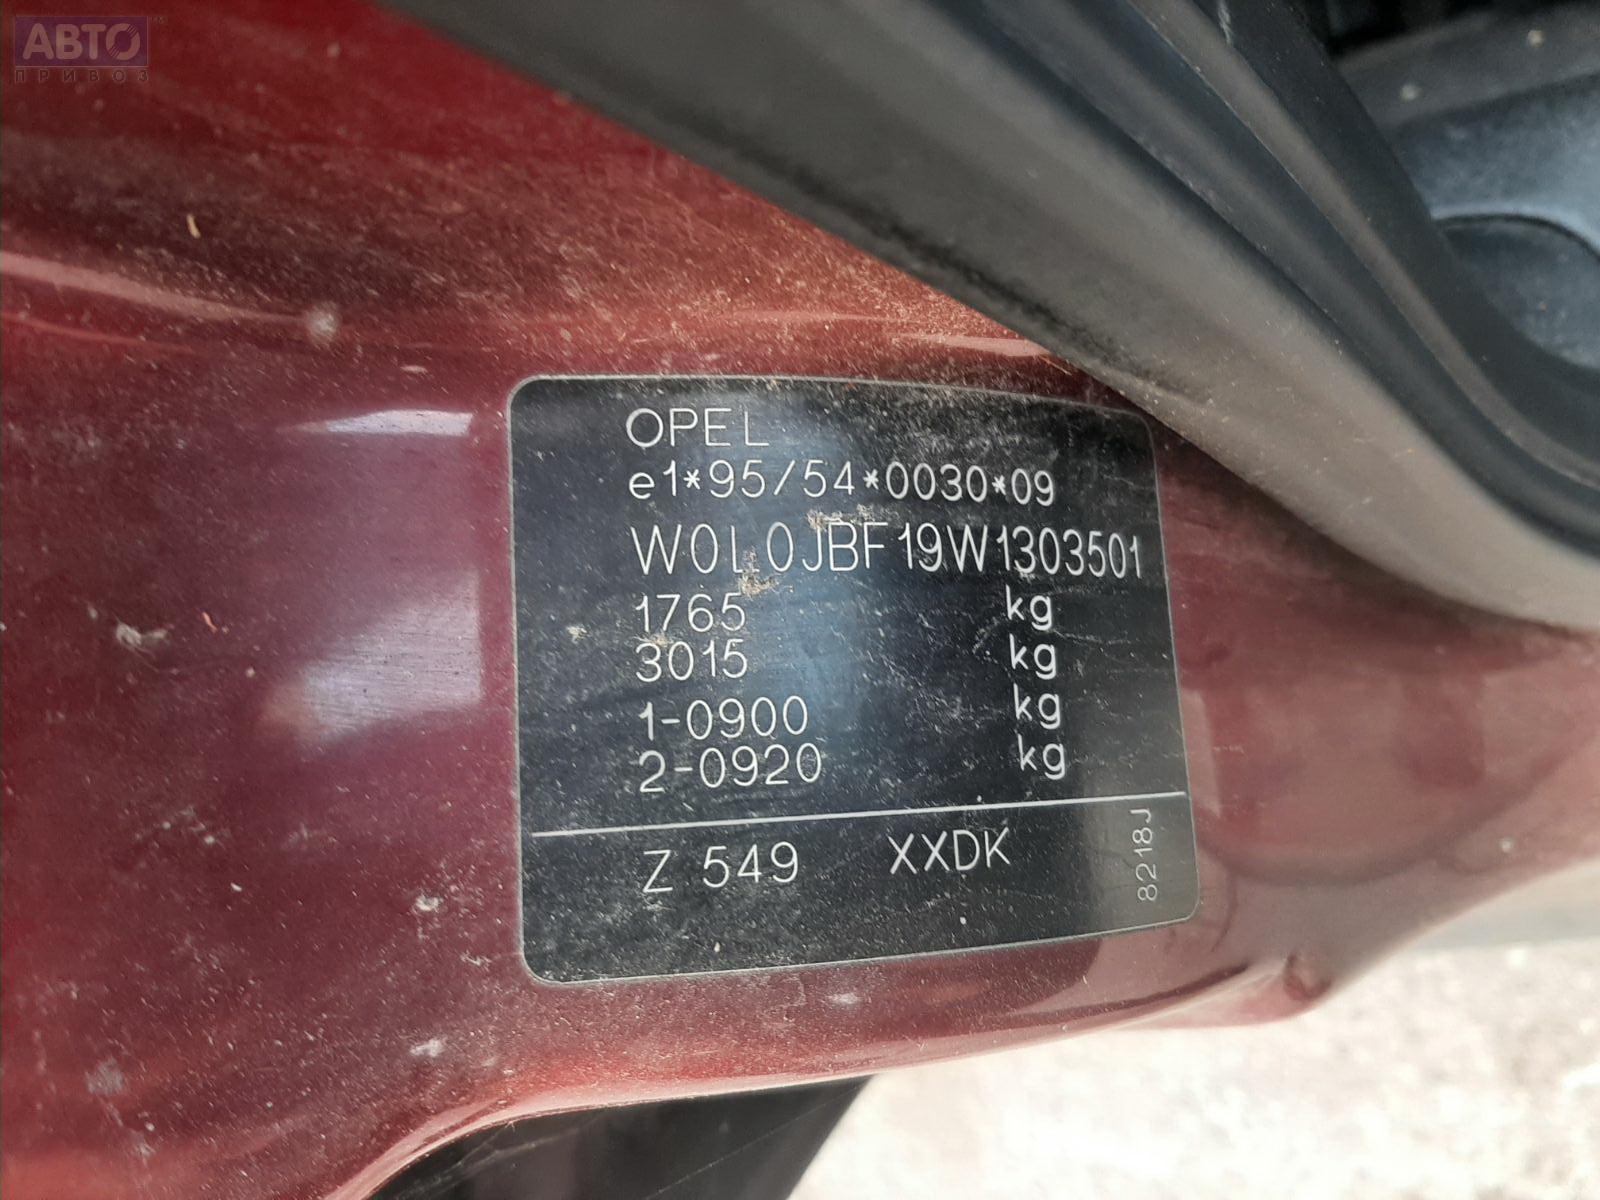 АВТО™
ПРИВОЗ
OPEL
e1*95/54*0030*09
W0L0JBF19W1303501
1765 kg
3015 kg
1-0900 kg
2-0920 kg
Z 549 XXDK
8218J